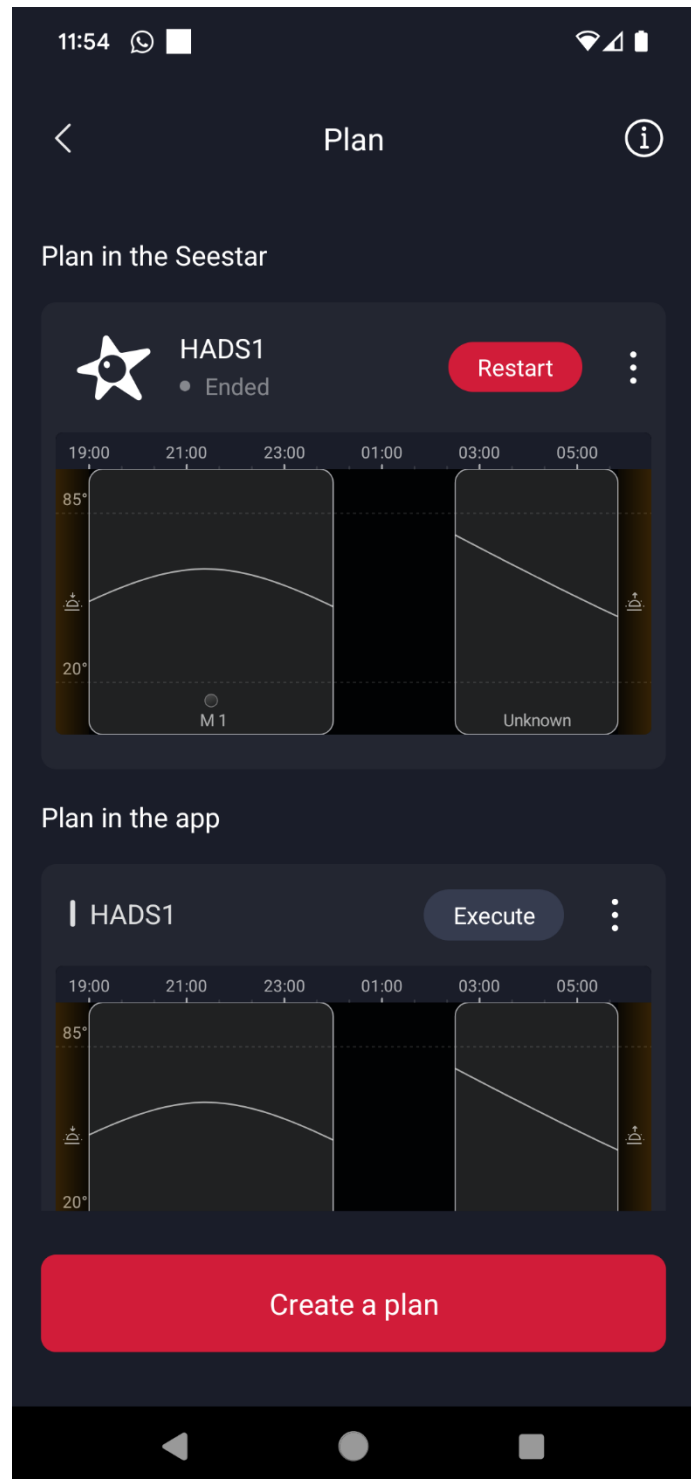 11:54
Plan
Plan in the Seestar
HADS1
Ended
Restart
19:00 21:00 23:00 01:00 03:00 05:00
85°
20°
M 1
Unknown
Plan in the app
HADS1
Execute
19:00 21:00 23:00 01:00 03:00 05:00
85°
20°
Create a plan